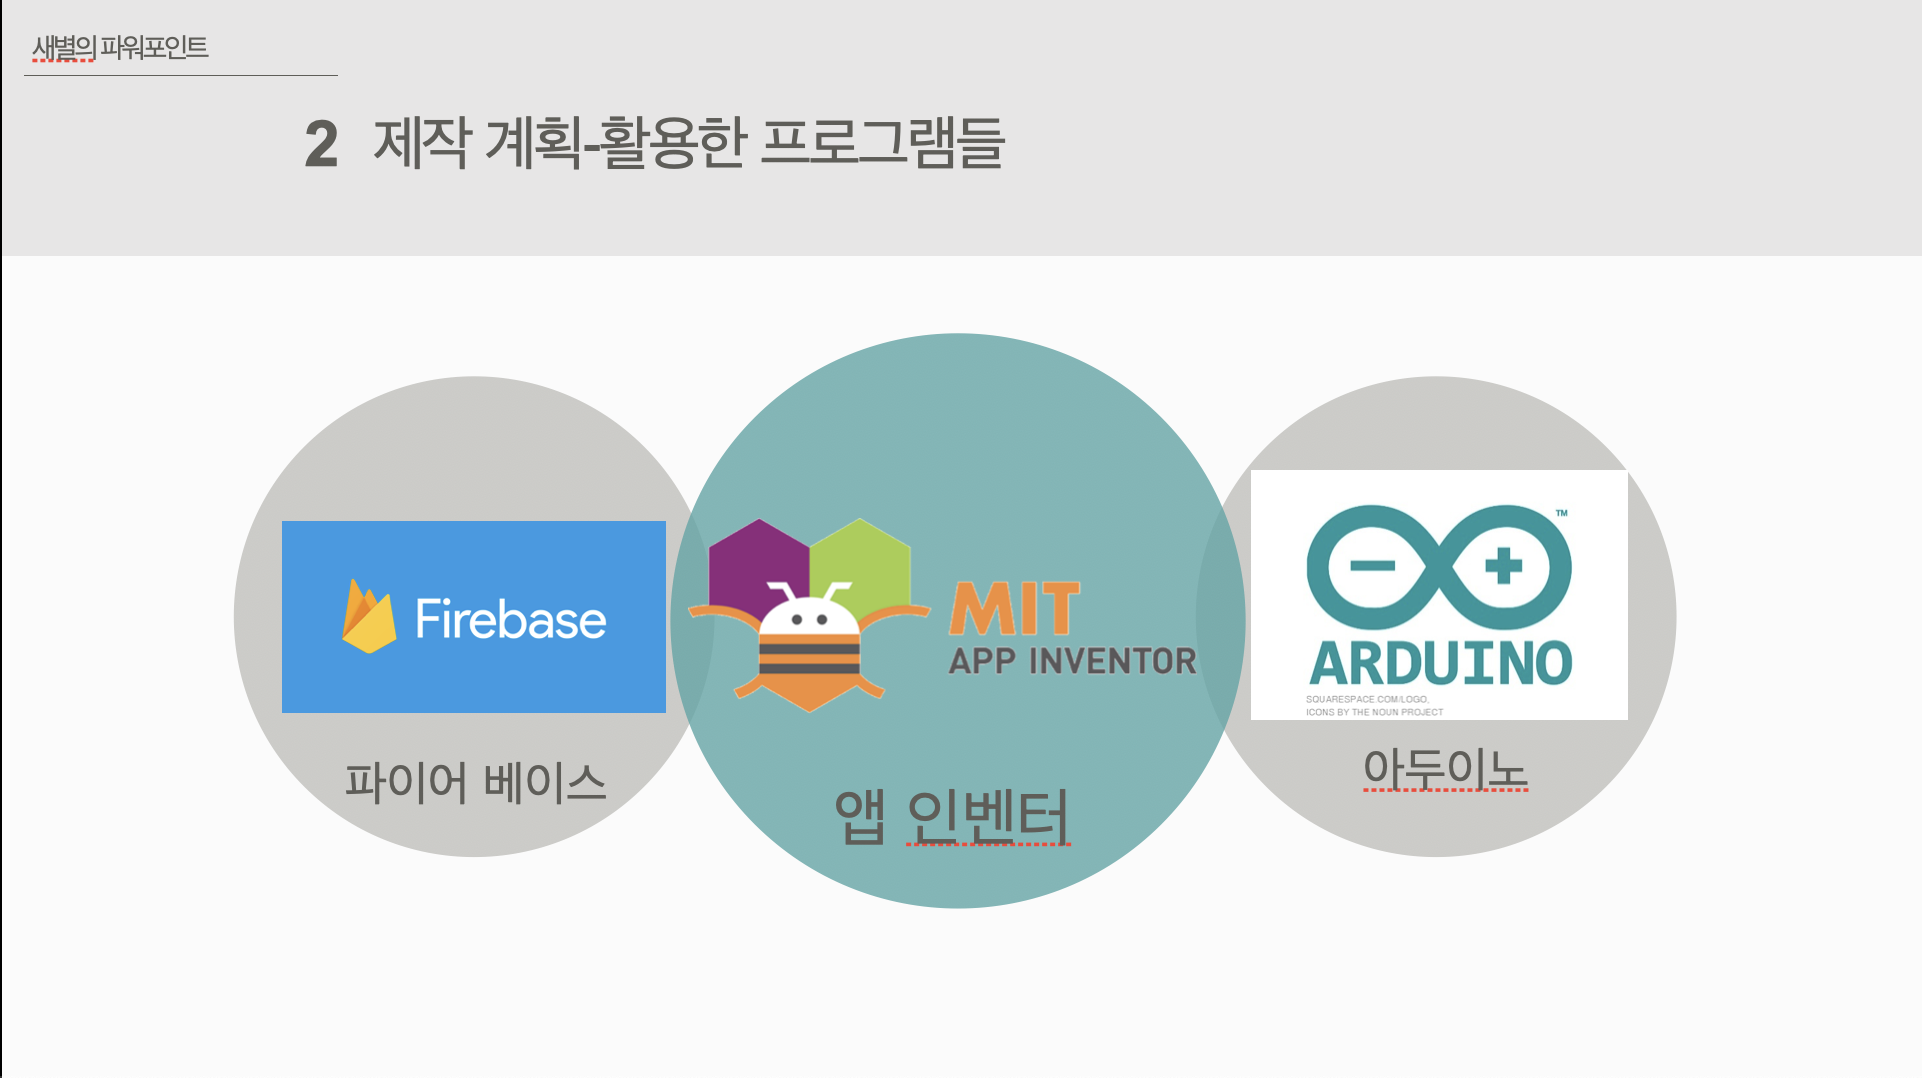 새별의 파워포인트
2 제작 계획-활용한 프로그램들
Firebase
파이어 베이스
MIT
APP INVENTOR
앱 인벤터
TM
ARDUINO
SQUARESPACE.COM/LOGO,
ICONS BY THE NOUN PROJECT
아두이노